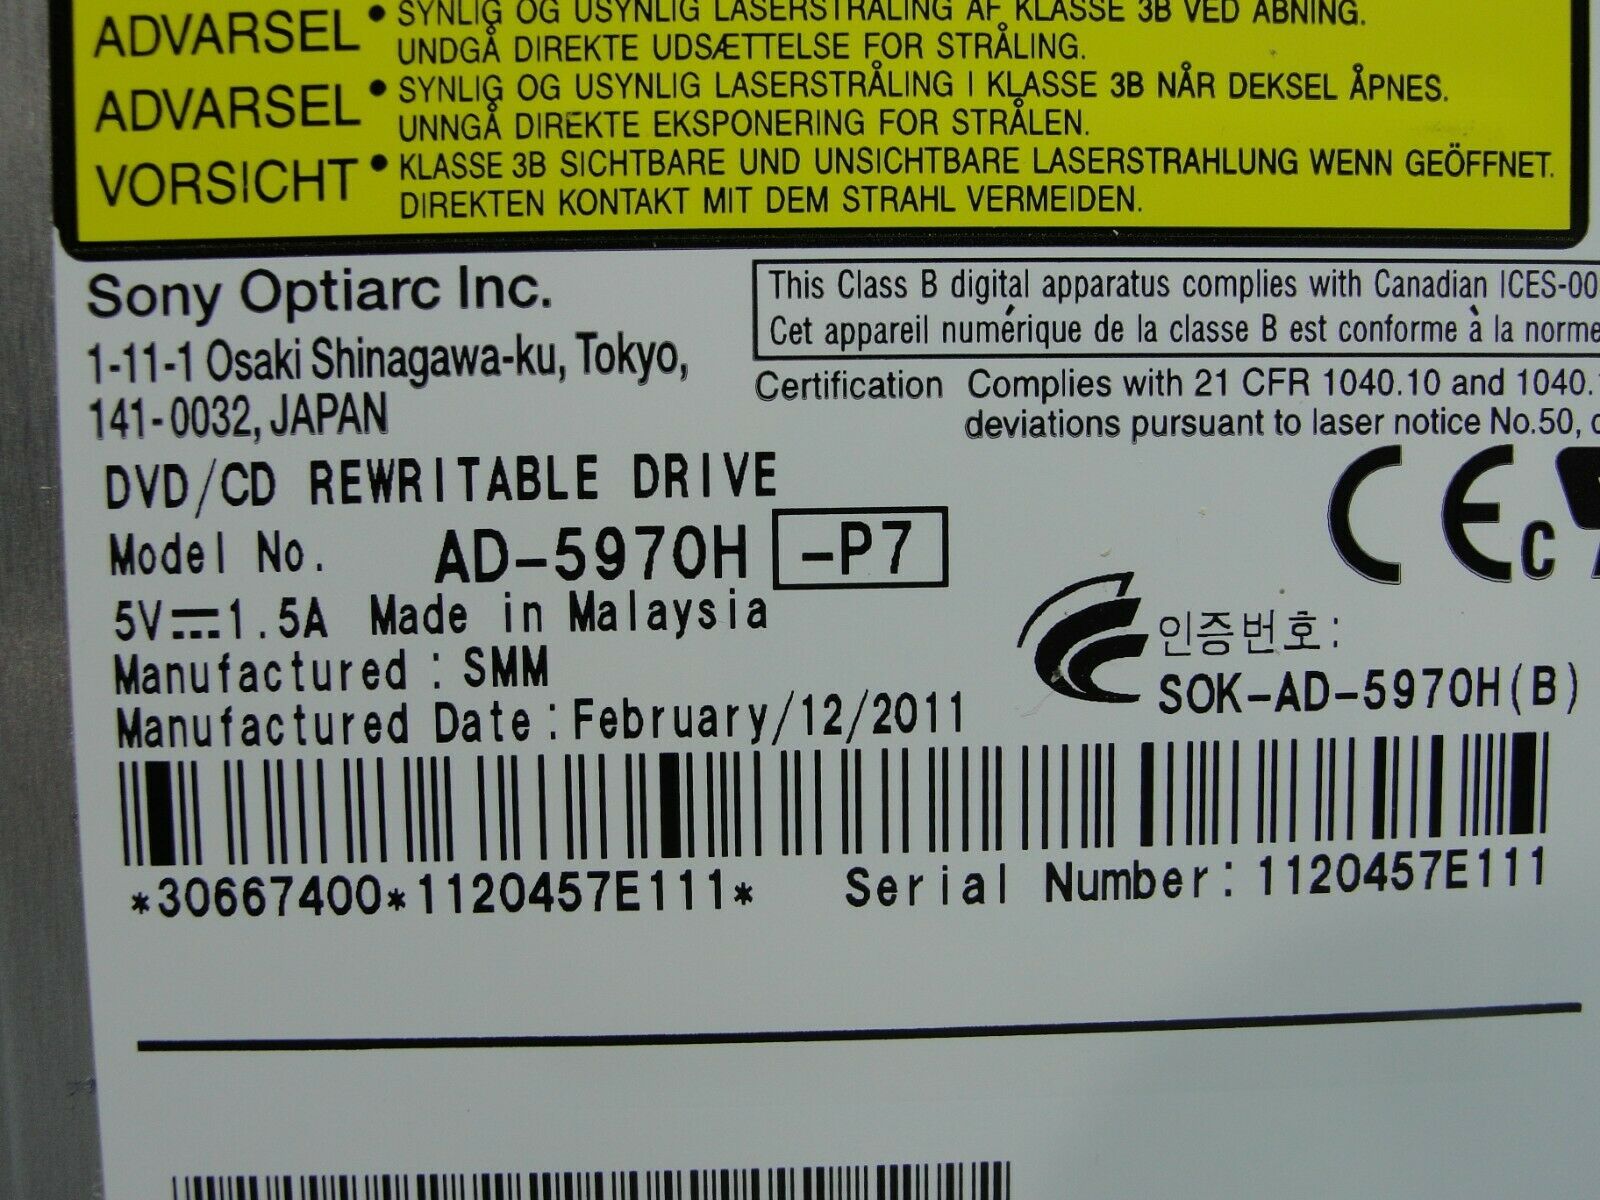 ADVARSEL • SYNLIG OG USYNLIG LASERSTRÅLING AF KLASSE 3B VED ÅBNING.
UNDGÅ DIREKTE UDSÆTTELSE FOR STRÅLING.
ADVARSEL • SYNLIG OG USYNLIG LASERSTRÅLING I KLASSE 3B NÅR DEKSEL ÅPNES.
UNNGÅ DIREKTE EKSPONERING FOR STRÅLEN.
VORSICHT • KLASSE 3B SICHTBARE UND UNSICHTBARE LASERSTRAHLUNG WENN GEÖFFNET.
DIREKTEN KONTAKT MIT DEM STRAHL VERMEIDEN.
Sony Optiarc Inc.
1-11-1 Osaki Shinagawa-ku, Tokyo,
141-0032, JAPAN
This Class B digital apparatus complies with Canadian ICES-00
Cet appareil numérique de la classe B est conforme à la norme
Certification Complies with 21 CFR 1040.10 and 1040.
deviations pursuant to laser notice No.50,
DVD/CD REWRITABLE DRIVE
Model No. AD-5970H -P7
5V⎓1.5A Made in Malaysia
Manufactured : SMM
Manufactured Date : February/12/2011
CE C
인증번호:
SOK-AD-5970H(B)
*30667400*1120457E111* Serial Number: 1120457E111